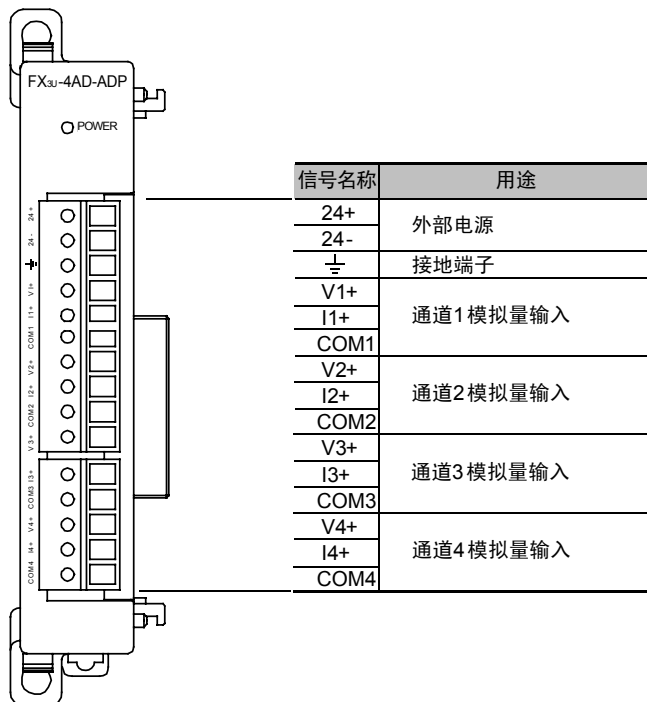 FX3U-4AD-ADP
POWER
24+
24-
⏚
V1+
I1+
COM1
V2+
I2+
COM2
V3+
I3+
COM3
V4+
I4+
COM4
信号名称 用途
24+ 外部电源
24-
⏚ 接地端子
V1+
I1+ 通道1模拟量输入
COM1
V2+
I2+ 通道2模拟量输入
COM2
V3+
I3+ 通道3模拟量输入
COM3
V4+
I4+ 通道4模拟量输入
COM4